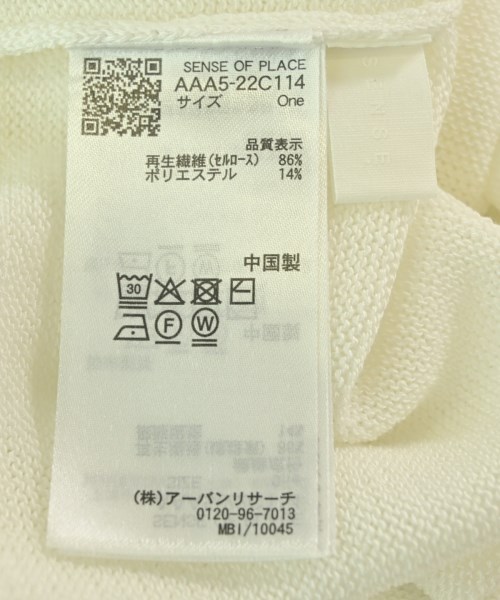 SENSE OF PLACE
AAA5-22C114
サイズ One
品質表示
再生繊維(ｾﾙﾛｰｽ) 86%
ポリエステル 14%
中国製
30
F W
(株)アーバンリサーチ
0120-96-7013
MBI/10045